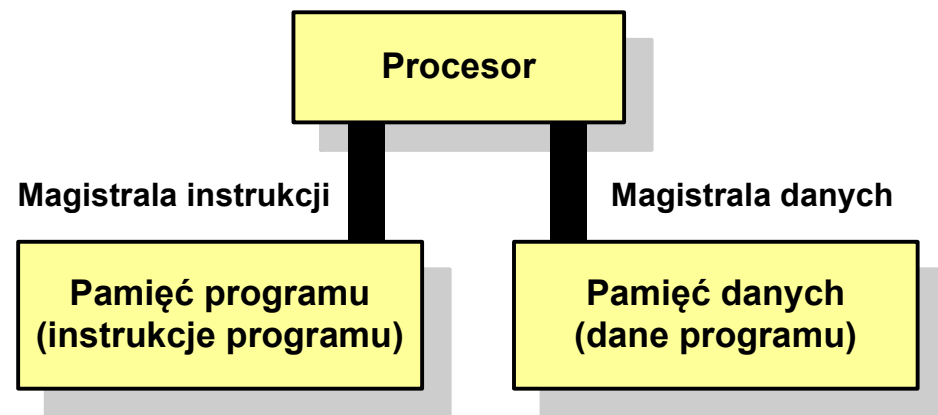 Procesor
Magistrala instrukcji
Magistrala danych
Pamięć programu
(instrukcje programu)
Pamięć danych
(dane programu)